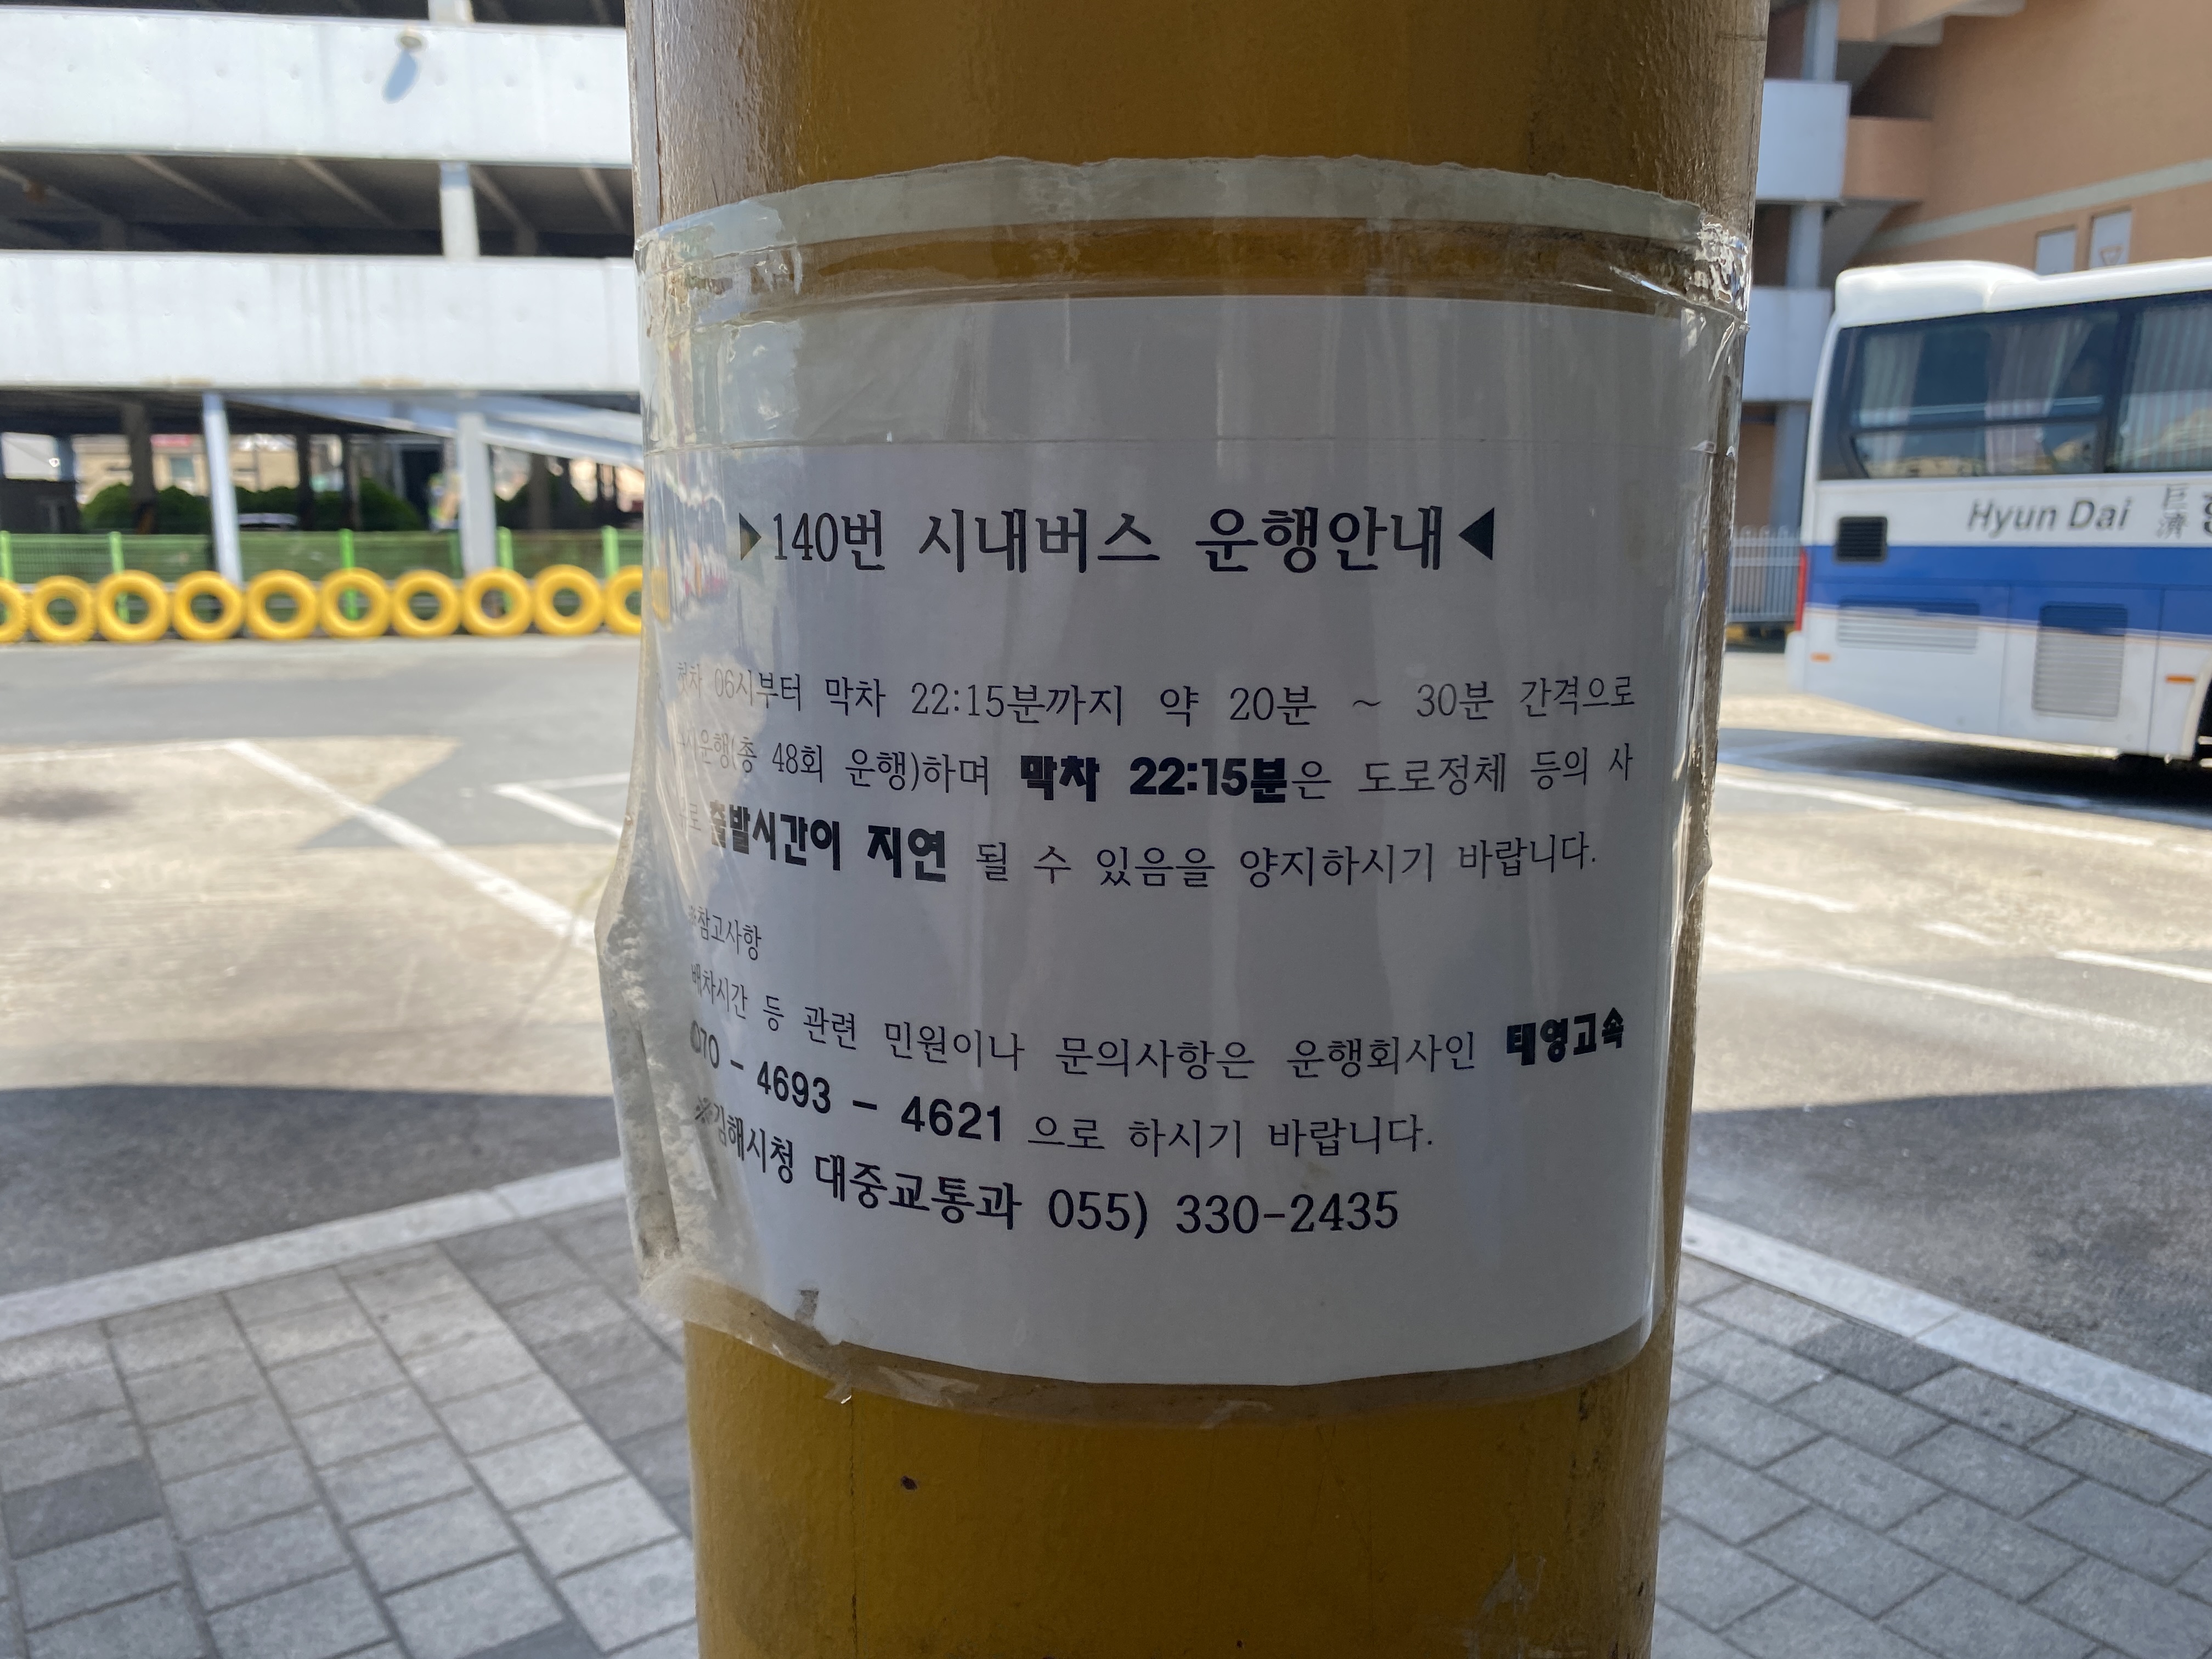 ▶140번 시내버스 운행안내◀
첫차 06시부터 막차 22:15분까지 약 20분 ~ 30분 간격으로
운행(총 48회 운행)하며 막차 22:15분은 도로정체 등의 사
출발시간이 지연 될 수 있음을 양지하시기 바랍니다.
※참고사항
배차시간 등 관련 민원이나 문의사항은 운행회사인 태영고속
070 - 4693 - 4621 으로 하시기 바랍니다.
※김해시청 대중교통과 055) 330-2435
Hyun Dai